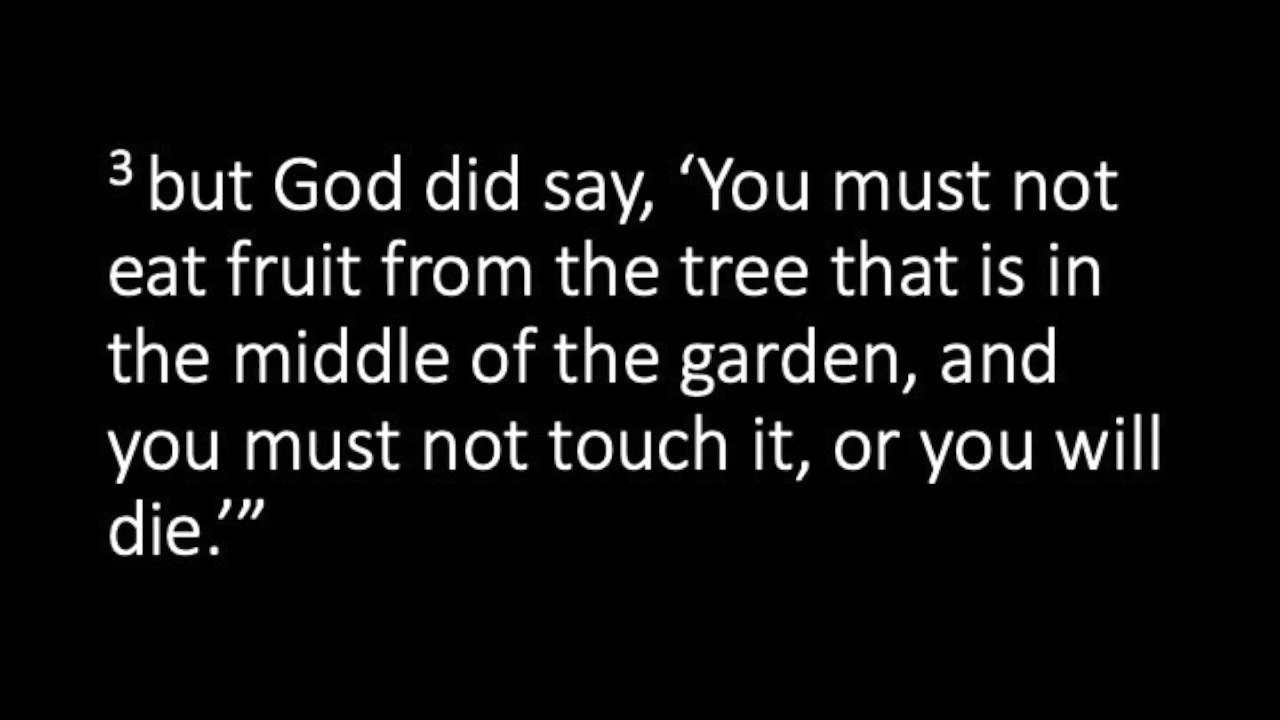 ³ but God did say, ‘You must not
eat fruit from the tree that is in
the middle of the garden, and
you must not touch it, or you will
die.’”